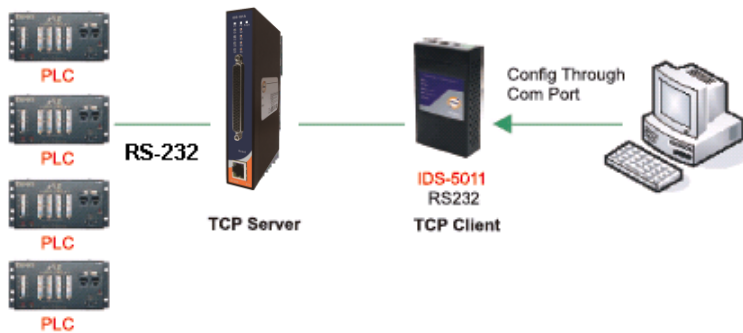 PLC
PLC
PLC
PLC
RS-232
TCP Server
IDS-5011
RS232
TCP Client
Config Through
Com Port